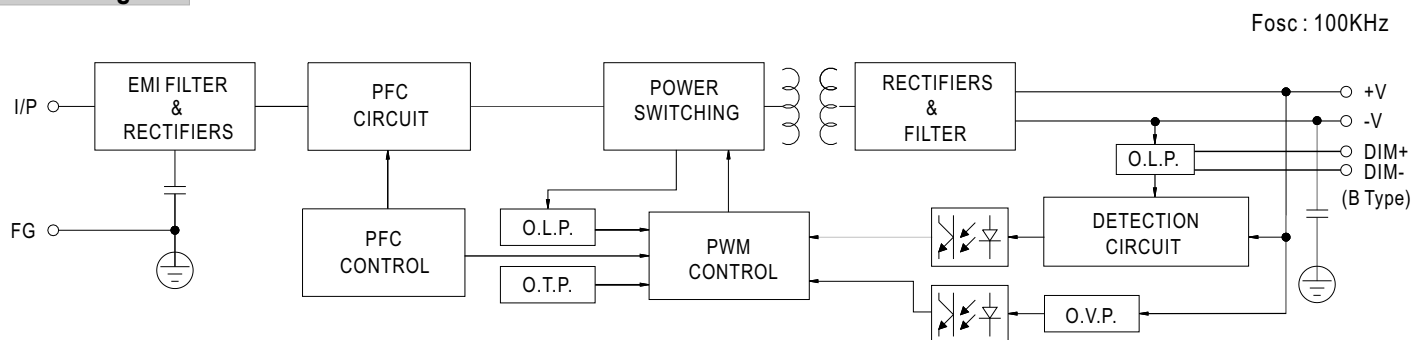 Fosc : 100KHz
I/P
EMI FILTER
&
RECTIFIERS
PFC
CIRCUIT
POWER
SWITCHING
RECTIFIERS
&
FILTER
+V
-V
DIM+
DIM-
(B Type)
O.L.P.
FG
PFC
CONTROL
O.L.P.
O.T.P.
PWM
CONTROL
DETECTION
CIRCUIT
O.V.P.